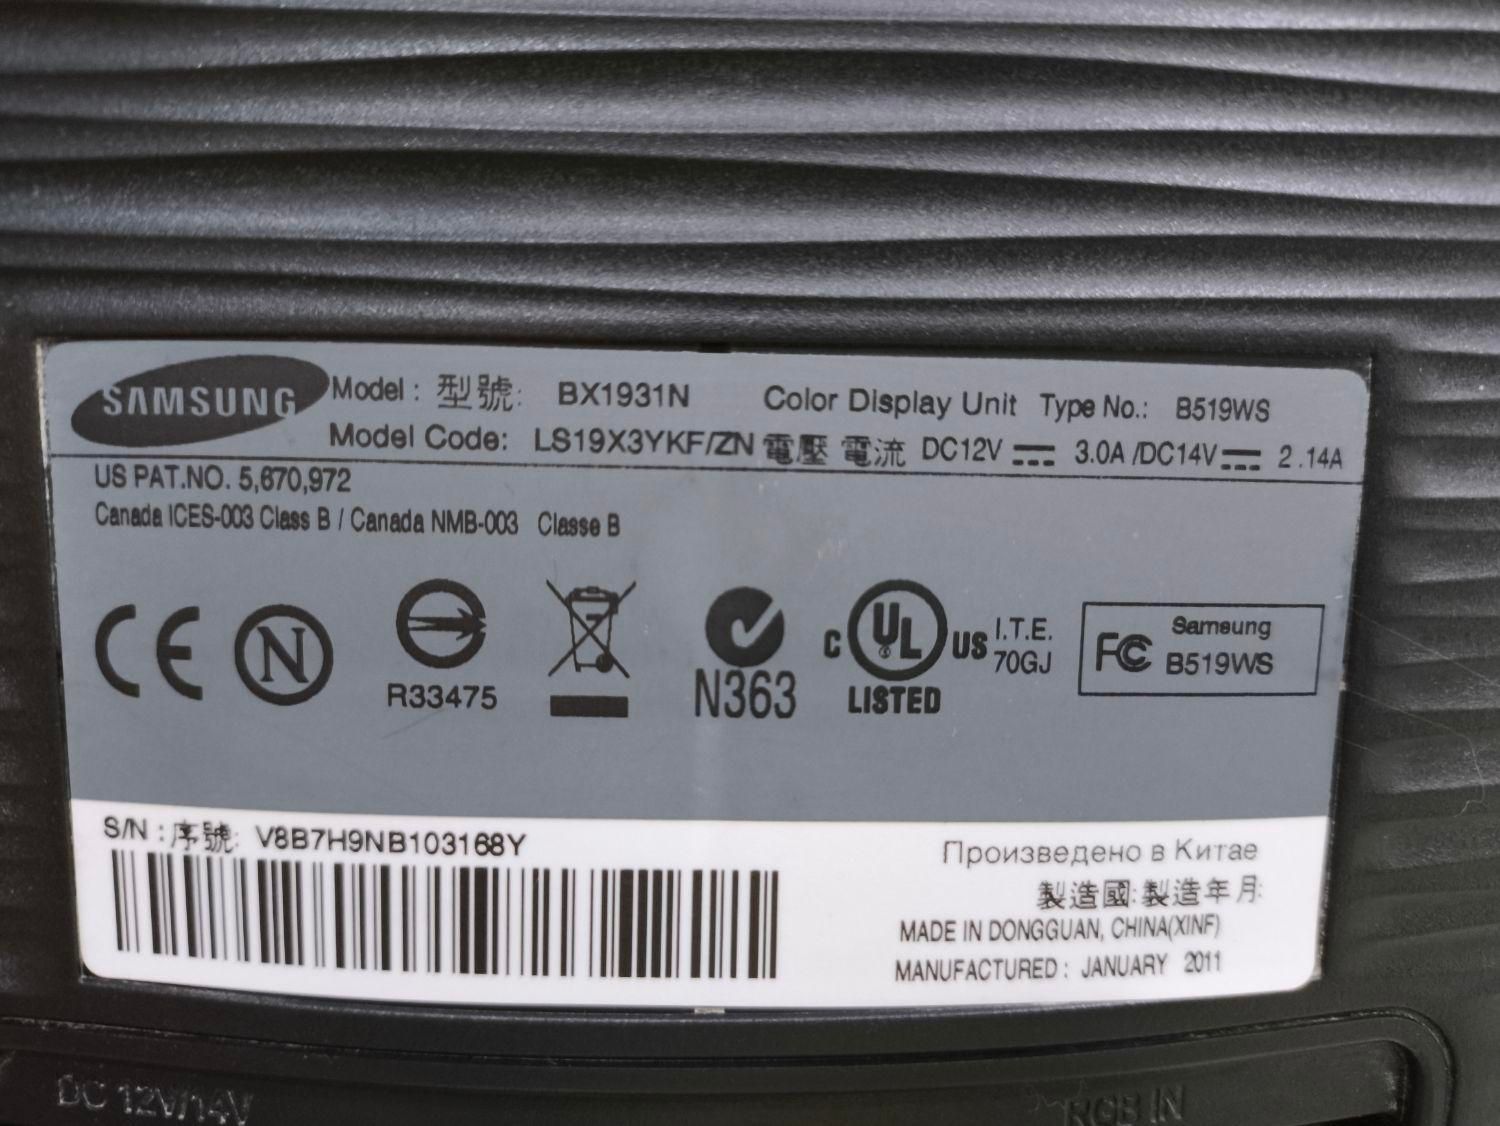 SAMSUNG
Model : 型號: BX1931N Color Display Unit Type No.: B519WS
Model Code: LS19X3YKF/ZN 電壓 電流 DC12V 3.0A /DC14V 2.14A
US PAT.NO. 5,670,972
Canada ICES-003 Class B / Canada NMB-003 Classe B
CE N R33475 N363 C UL US LISTED I.T.E. 70GJ FC Samsung B519WS
S/N : 序號: V8B7H9NB103168Y
Произведено в Китае
製造國: 製造年月:
MADE IN DONGGUAN, CHINA(XINF)
MANUFACTURED : JANUARY 2011
DC 12V/14V RGB IN